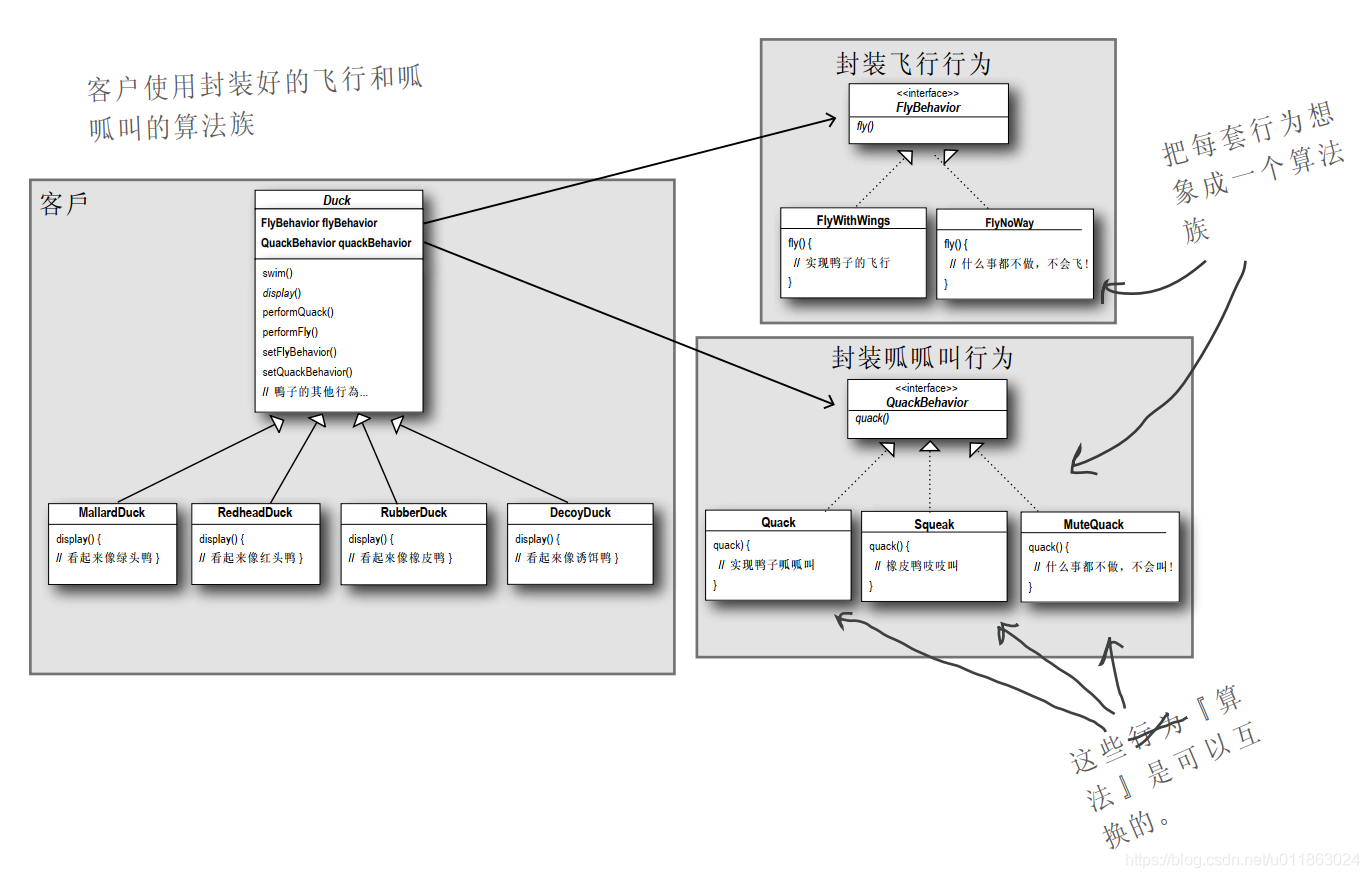 客户使用封装好的飞行和呱
呱叫的算法族
客戶
Duck
FlyBehavior flyBehavior
QuackBehavior quackBehavior
swim()
display()
performQuack()
performFly()
setFlyBehavior()
setQuackBehavior()
// 鸭子的其他行為...
MallardDuck
display() {
// 看起来像绿头鸭 }
RedheadDuck
display() {
// 看起来像红头鸭 }
RubberDuck
display() {
// 看起來像橡皮鸭 }
DecoyDuck
display() {
// 看起來像诱饵鸭 }
封装飞行行为
<<interface>>
FlyBehavior
fly()
FlyWithWings
fly() {
// 实现鸭子的飞行
}
FlyNoWay
fly() {
// 什么事都不做，不会飞！
}
把每套行为想
象成一个算法
族
封装呱呱叫行为
<<interface>>
QuackBehavior
quack()
Quack
quack) {
// 实现鸭子呱呱叫
}
Squeak
quack() {
// 橡皮鸭吱吱叫
}
MuteQuack
quack() {
// 什么事都不做，不会叫！
}
这些行为『算
法』是可以互
换的。
https://blog.csdn.net/u011863024